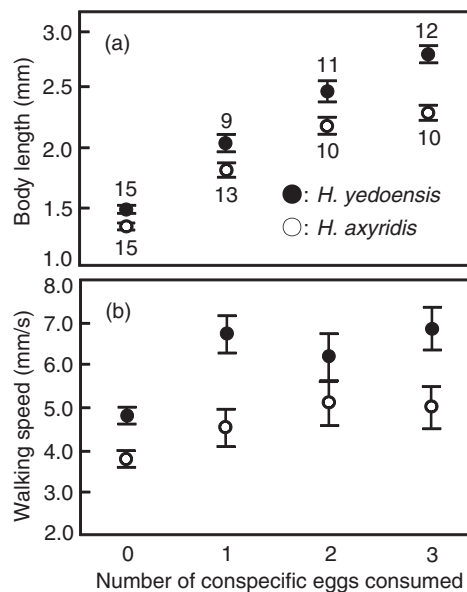 (a)
Body length (mm)
3.0
2.5
2.0
1.5
1.0
15
9
11
12
15
13
10
10
●: H. yedoensis
○: H. axyridis
(b)
Walking speed (mm/s)
8.0
7.0
6.0
5.0
4.0
3.0
2.0
0 1 2 3
Number of conspecific eggs consumed